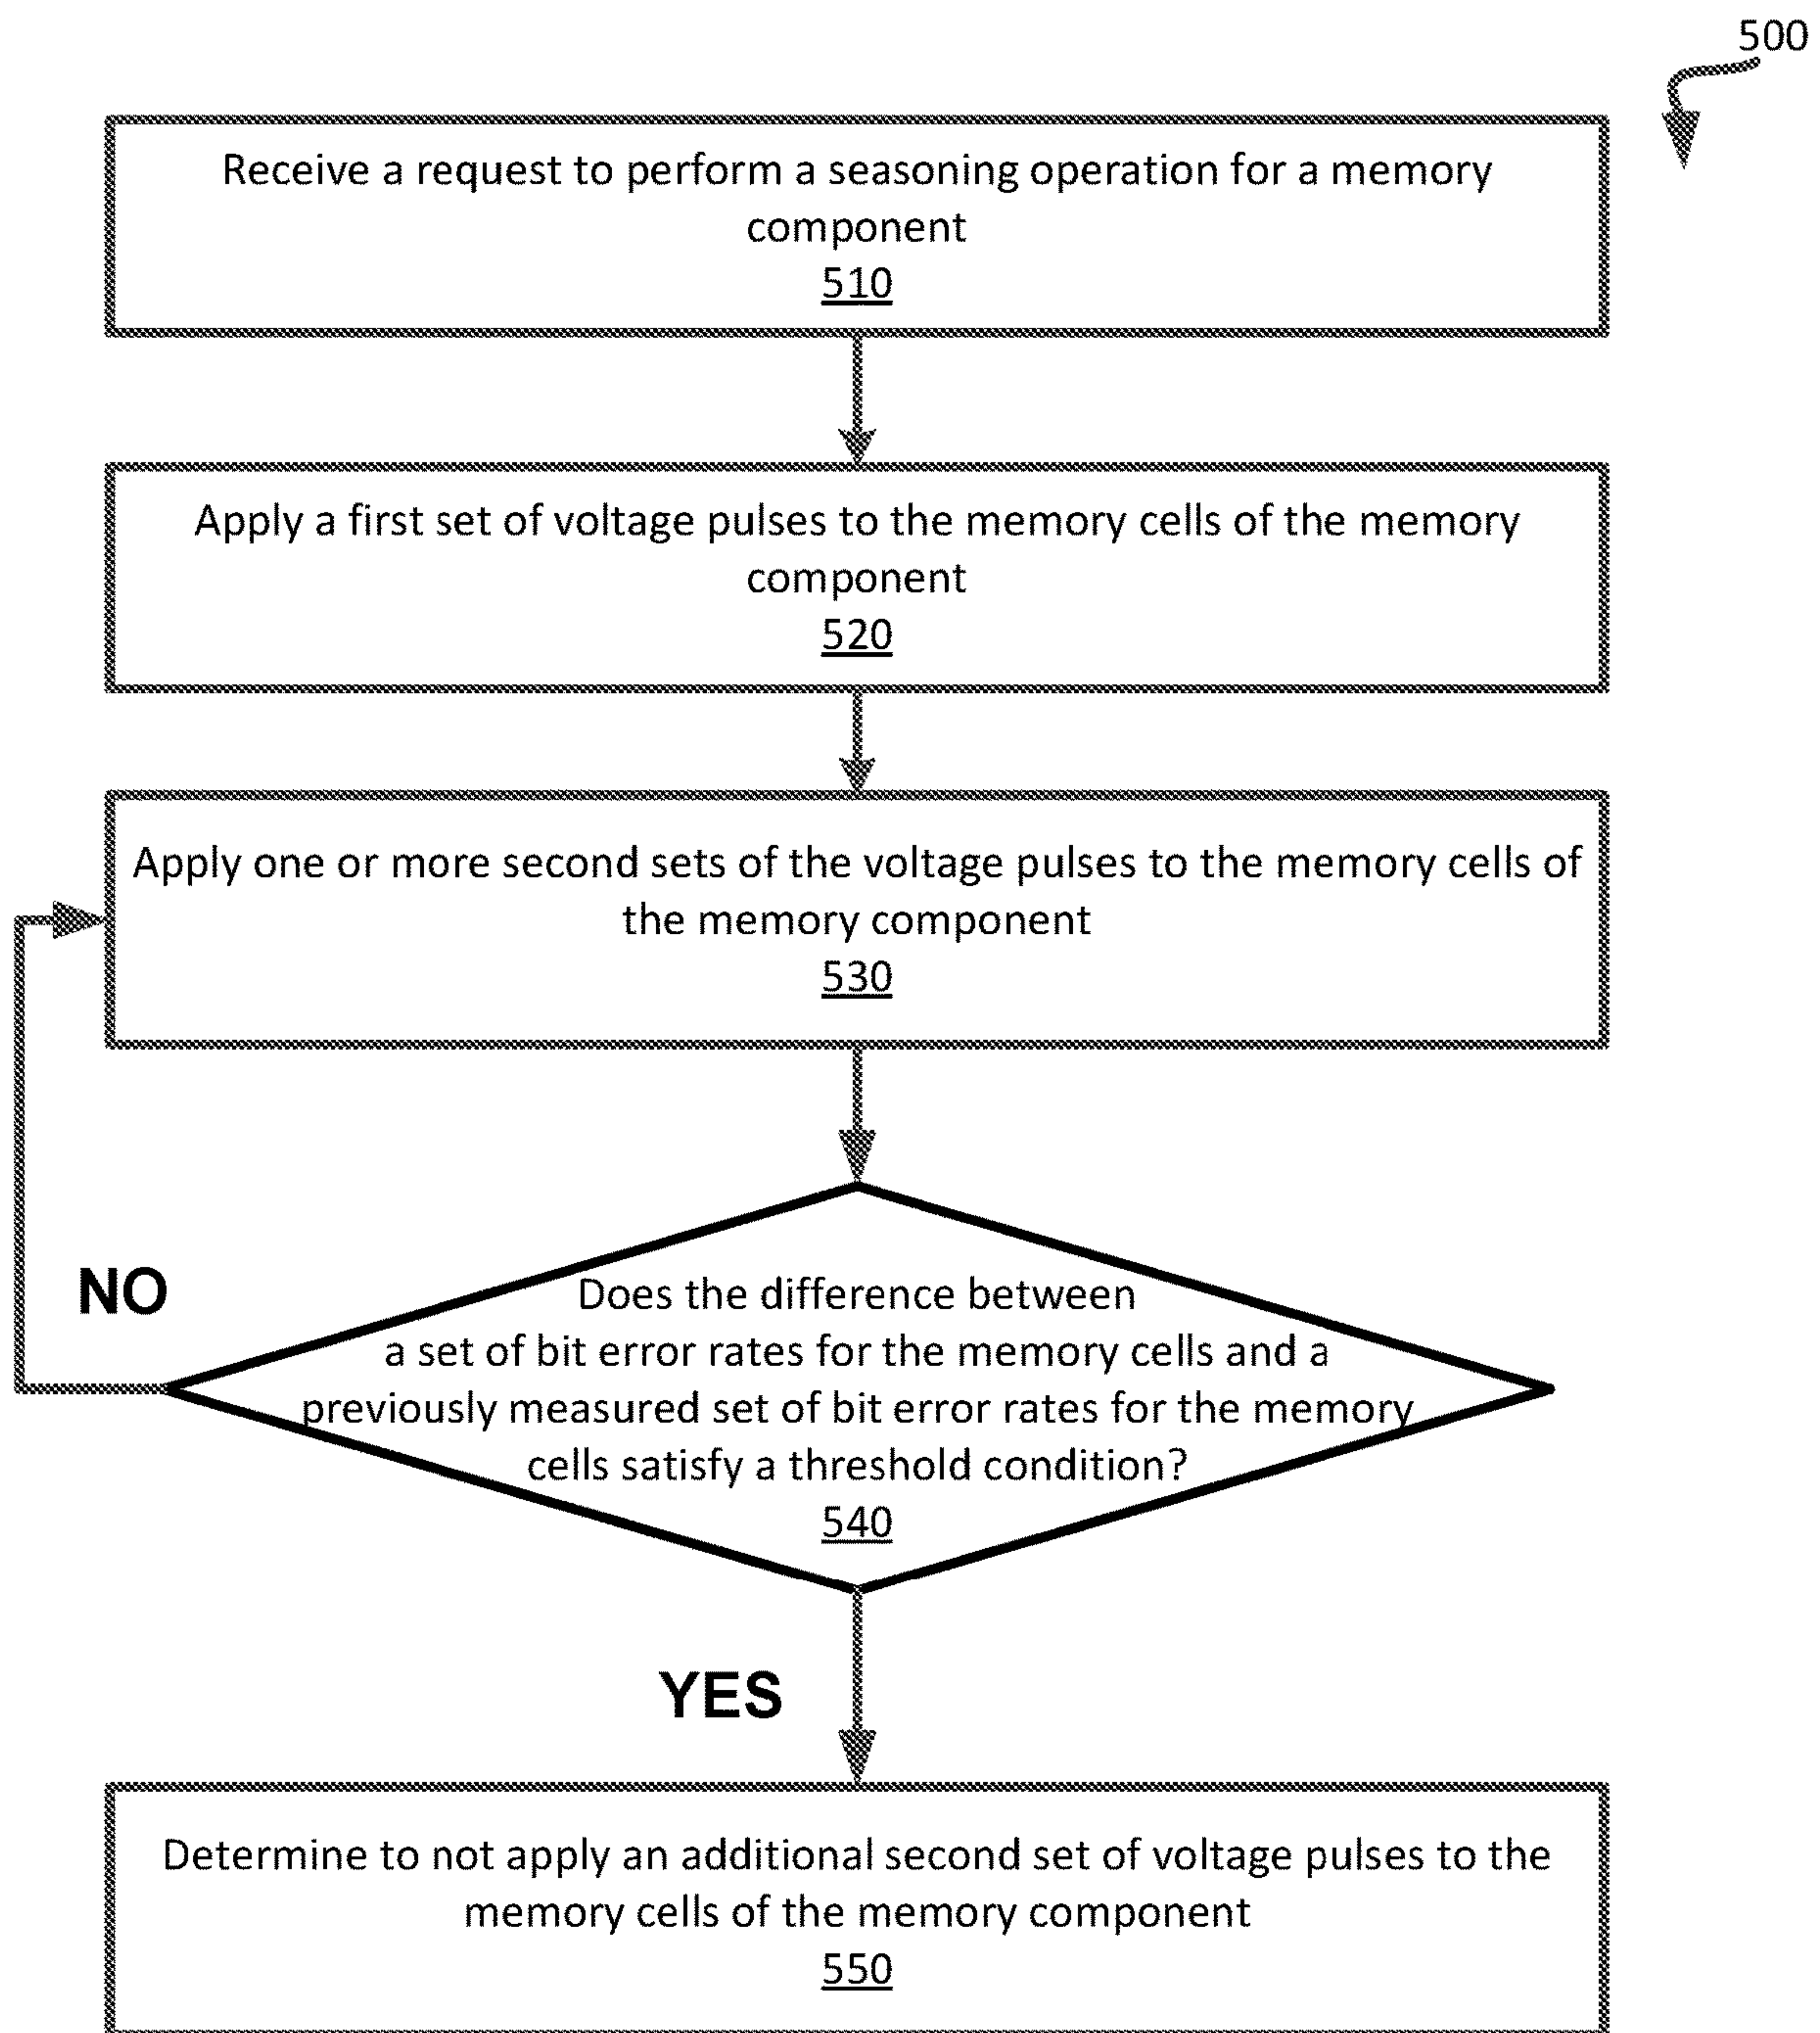 500
Receive a request to perform a seasoning operation for a memory
component
510
Apply a first set of voltage pulses to the memory cells of the memory
component
520
Apply one or more second sets of the voltage pulses to the memory cells of
the memory component
530
NO
Does the difference between
a set of bit error rates for the memory cells and a
previously measured set of bit error rates for the memory
cells satisfy a threshold condition?
540
YES
Determine to not apply an additional second set of voltage pulses to the
memory cells of the memory component
550